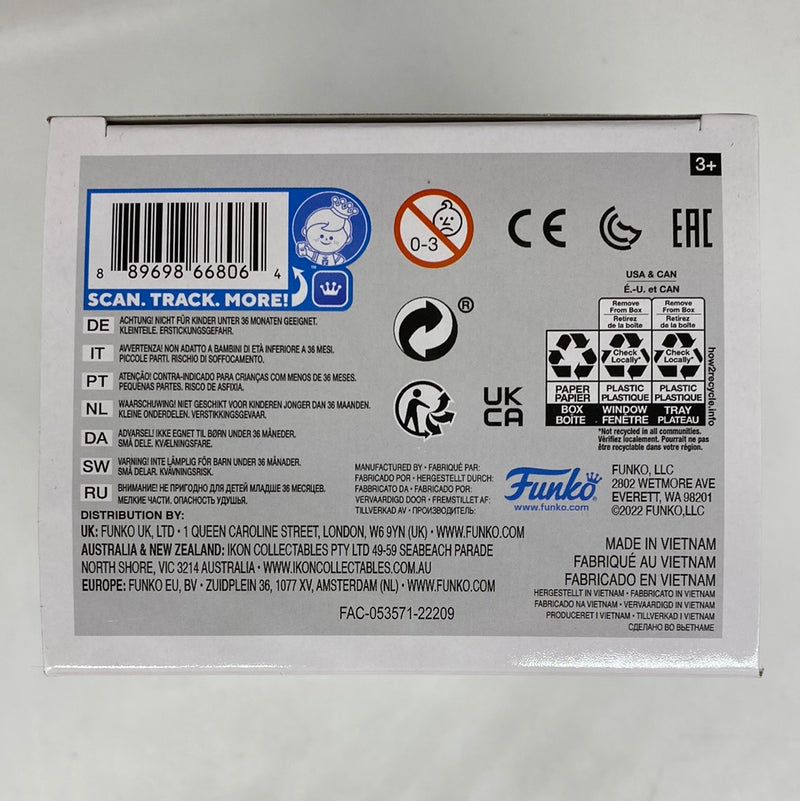 3+
8 89698 66806 4
™
SCAN. TRACK. MORE!
0-3
CE
EAC
®
UK
CA
USA & CAN
É.-U. et CAN
Remove
From Box
Retirez
de la boîte
Remove
From Box
Retirez
de la boîte
Check
Locally*
Check
Locally*
PAPER
PAPIER
PLASTIC
PLASTIQUE
PLASTIC
PLASTIQUE
BOX
BOÎTE
WINDOW
FENÊTRE
TRAY
PLATEAU
how2recycle.info
*Not recycled in all communities.
Vérifiez localement. Pourrait ne pas
être recyclable dans votre région.
DE ACHTUNG! NICHT FÜR KINDER UNTER 36 MONATEN GEEIGNET.
KLEINTEILE. ERSTICKUNGSGEFAHR.
IT AVVERTENZA! NON ADATTO A BAMBINI DI ETÀ INFERIORE A 36 MESI.
PICCOLE PARTI. RISCHIO DI SOFFOCAMENTO.
PT ATENÇÃO! CONTRA-INDICADO PARA CRIANÇAS COM MENOS DE 36 MESES.
PEQUENAS PARTES. RISCO DE ASFIXIA.
NL WAARSCHUWING! NIET GESCHIKT VOOR KINDEREN JONGER DAN 36 MAANDEN.
KLEINE ONDERDELEN. VERSTIKKINGSGEVAAR.
DA ADVARSEL! IKKE EGNET TIL BØRN UNDER 36 MÅNEDER.
SMÅ DELE. KVÆLNINGSFARE.
SW VARNING! INTE LÄMPLIG FÖR BARN UNDER 36 MÅNADER.
SMÅ DELAR. KVÄVNINGSRISK.
RU ВНИМАНИЕ! НЕ ПРИГОДНО ДЛЯ ДЕТЕЙ МЛАДШЕ 36 МЕСЯЦЕВ.
МЕЛКИЕ ЧАСТИ. ОПАСНОСТЬ УДУШЬЯ.
MANUFACTURED BY • FABRIQUÉ PAR:
FABRICADO POR • HERGESTELLT DURCH:
FABBRICATO DA • FABRICADO POR:
VERVAARDIGD DOOR • FREMSTILLET AF:
TILLVERKAD AV • ПРОИЗВОДИТЕЛЬ:
Funko
www.funko.com
FUNKO, LLC
2802 WETMORE AVE
EVERETT, WA 98201
©2022 FUNKO,LLC
DISTRIBUTION BY:
UK: FUNKO UK, LTD • 1 QUEEN CAROLINE STREET, LONDON, W6 9YN (UK) • WWW.FUNKO.COM
AUSTRALIA & NEW ZEALAND: IKON COLLECTABLES PTY LTD 49-59 SEABEACH PARADE
NORTH SHORE, VIC 3214 AUSTRALIA • WWW.IKONCOLLECTABLES.COM.AU
EUROPE: FUNKO EU, BV • ZUIDPLEIN 36, 1077 XV, AMSTERDAM (NL) • WWW.FUNKO.COM
FAC-053571-22209
MADE IN VIETNAM
FABRIQUÉ AU VIETNAM
FABRICADO EN VIETNAM
HERGESTELLT IN VIETNAM • FABBRICATO IN VIETNAM
FABRICADO NA VIETNAM • VERVAARDIGD IN VIETNAM
PRODUCERET I VIETNAM • TILLVERKAD I VIETNAM
СДЕЛАНО ВО ВЬЕТНАМЕ